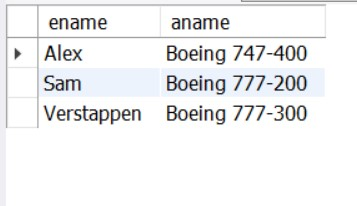 ename aname
Alex Boeing 747-400
Sam Boeing 777-200
Verstappen Boeing 777-300